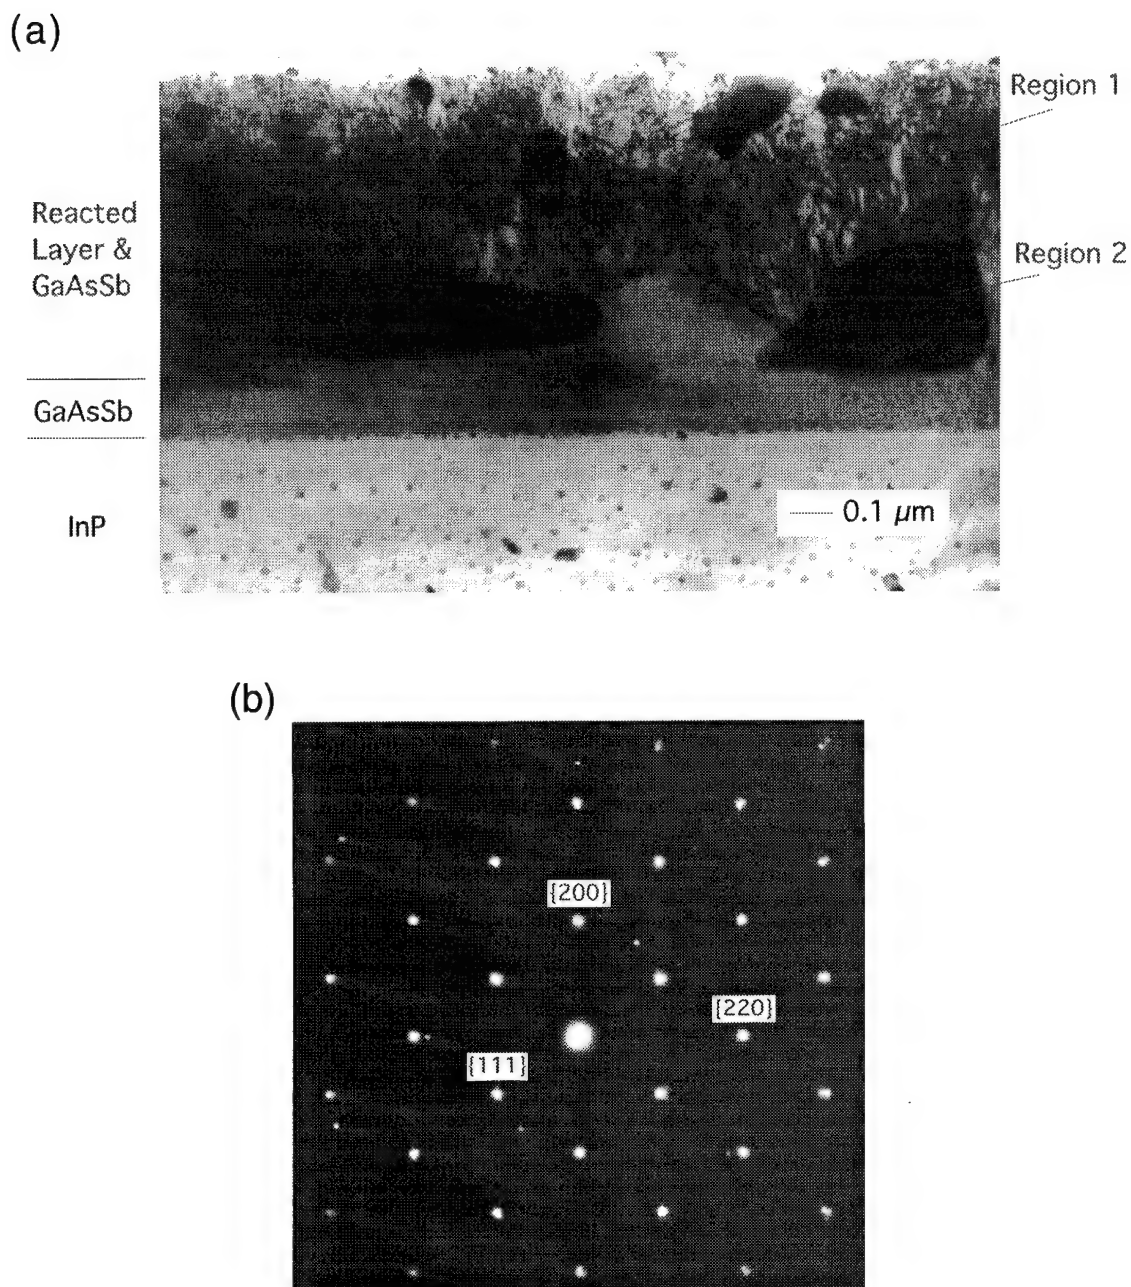 (a)
Region 1
Reacted
Layer &
GaAsSb
Region 2
GaAsSb
InP
0.1 μm
(b)
{200}
{220}
{111}